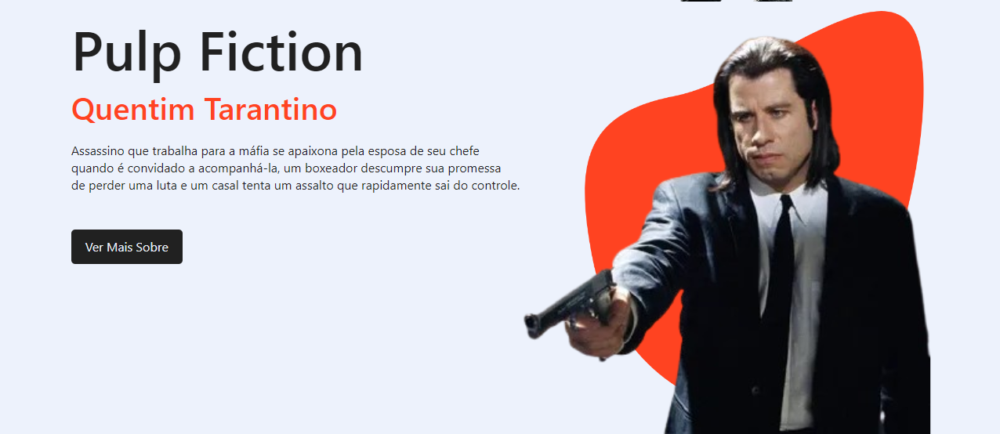 Pulp Fiction
Quentim Tarantino
Assassino que trabalha para a máfia se apaixona pela esposa de seu chefe
quando é convidado a acompanhá-la, um boxeador descumpre sua promessa
de perder uma luta e um casal tenta um assalto que rapidamente sai do controle.
Ver Mais Sobre